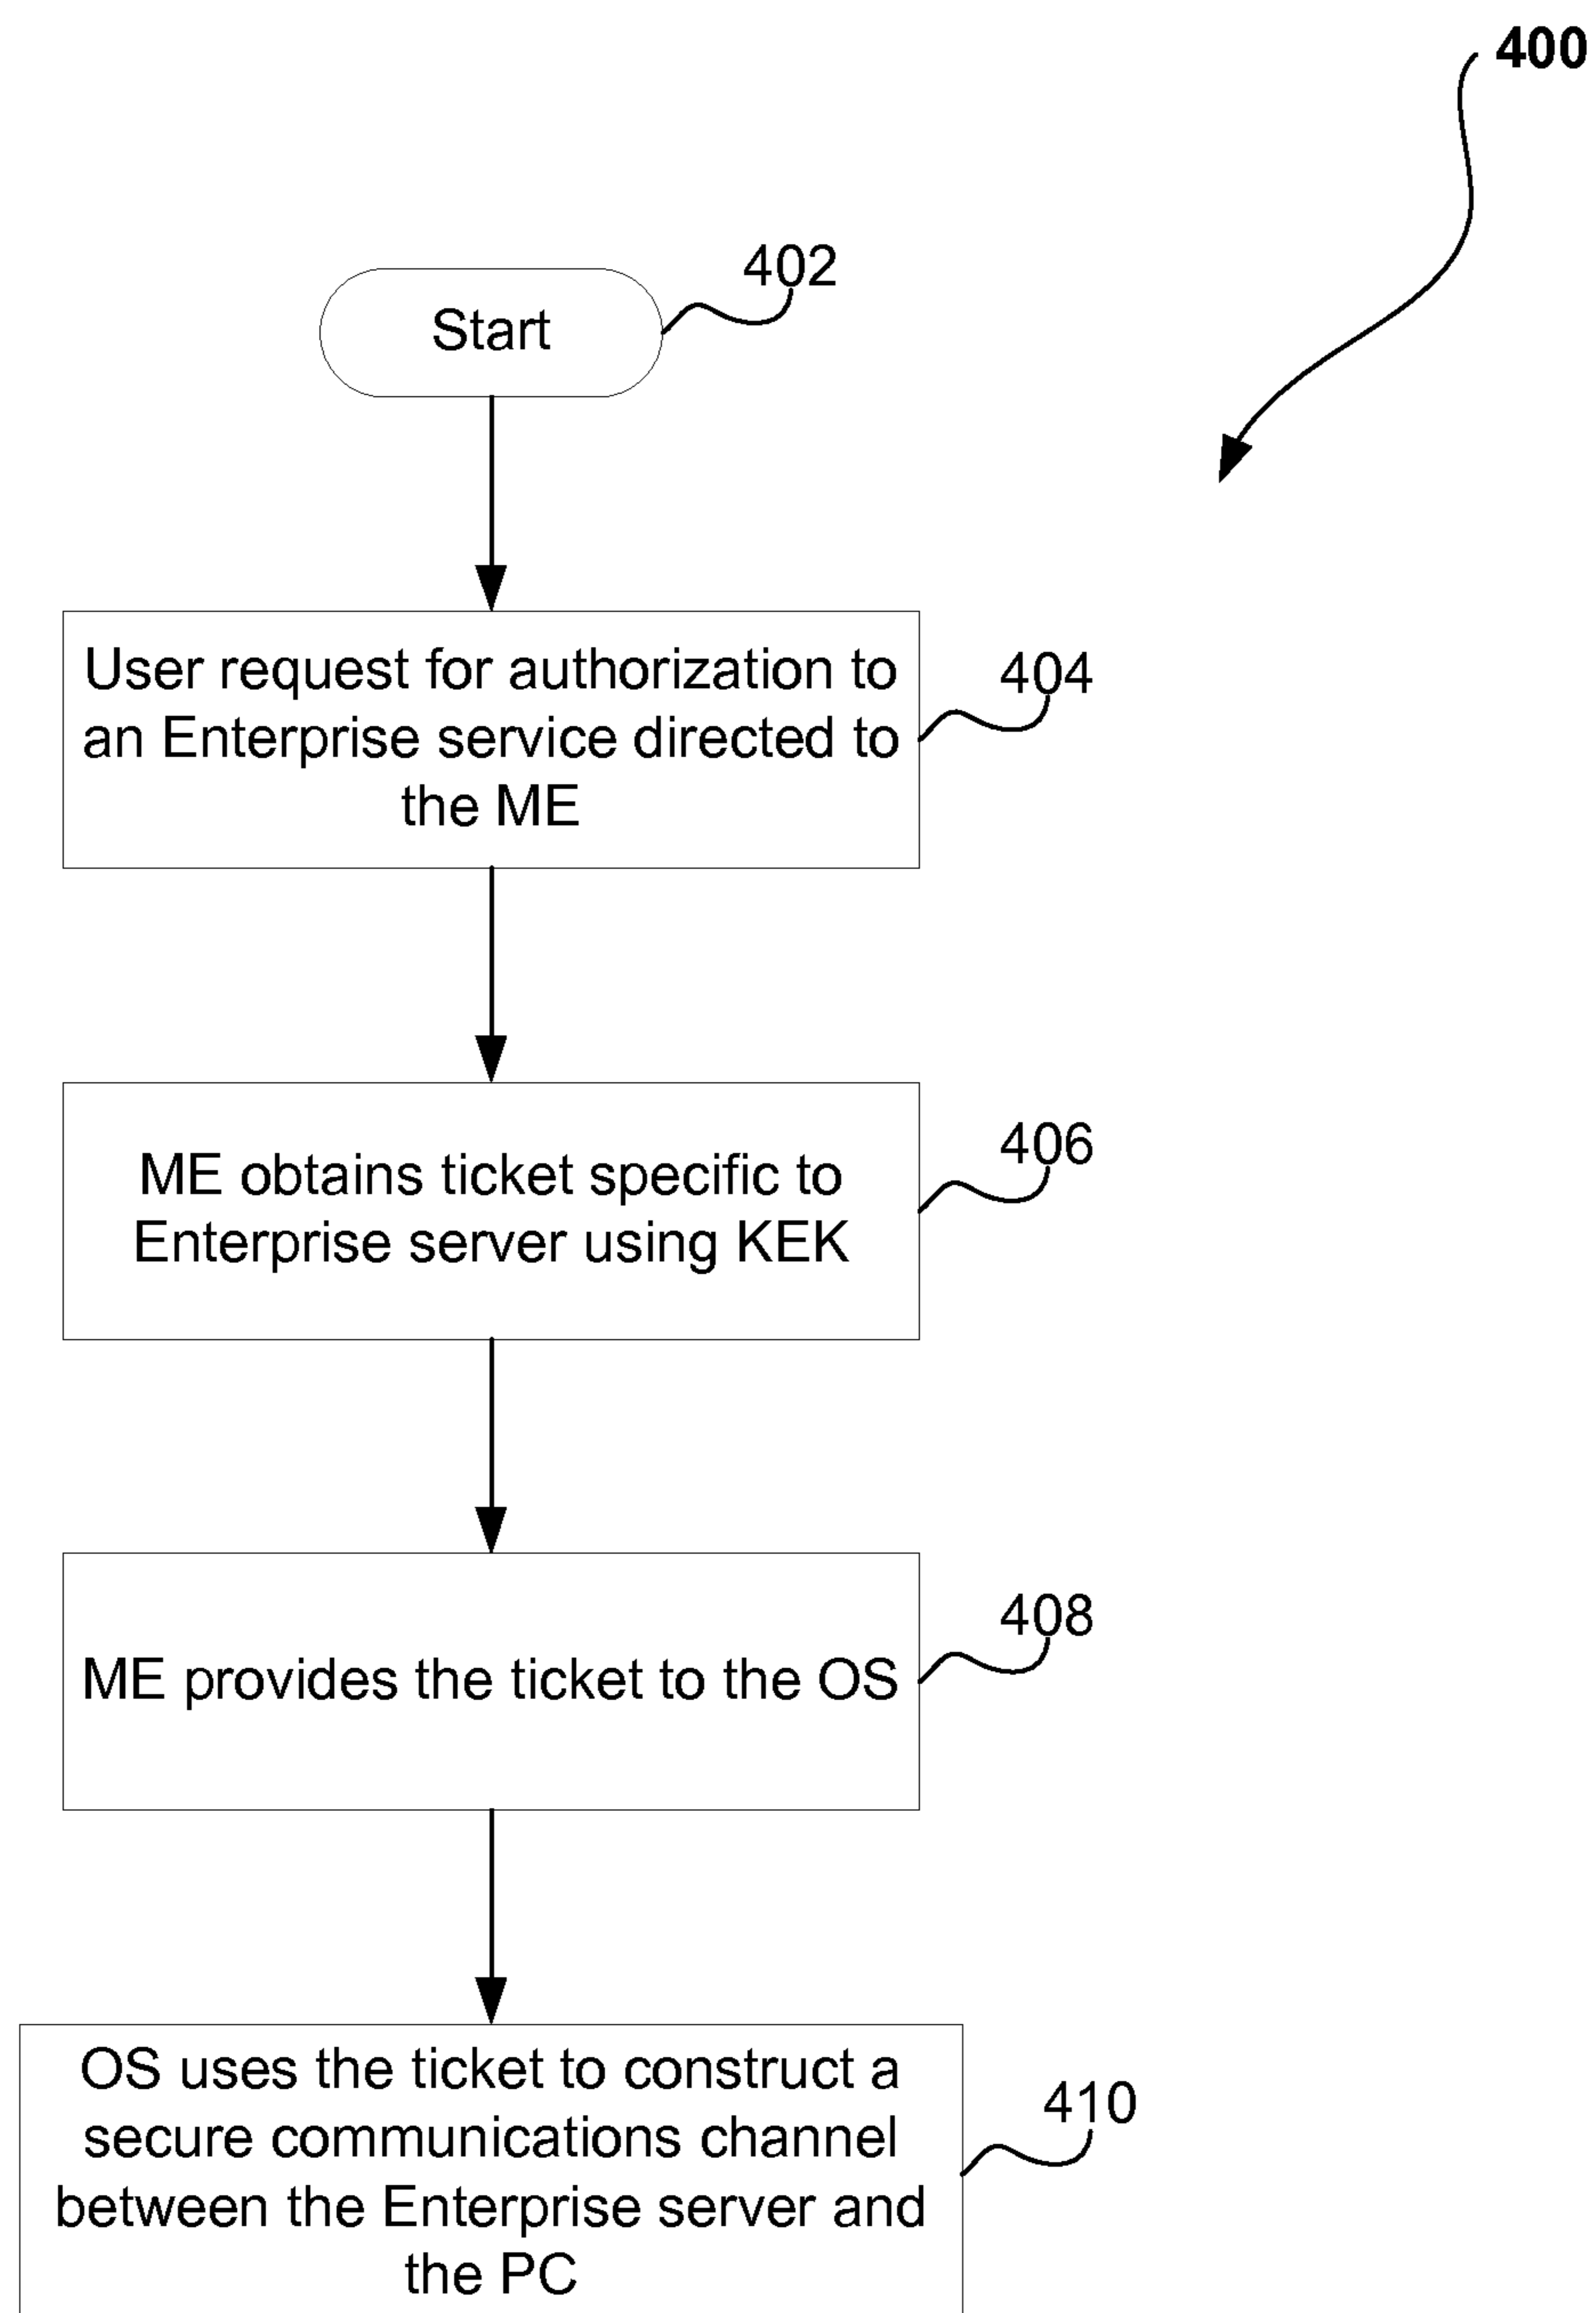 400
402
Start
User request for authorization to
an Enterprise service directed to
the ME
404
ME obtains ticket specific to
Enterprise server using KEK
406
ME provides the ticket to the OS
408
OS uses the ticket to construct a
secure communications channel
between the Enterprise server and
the PC
410